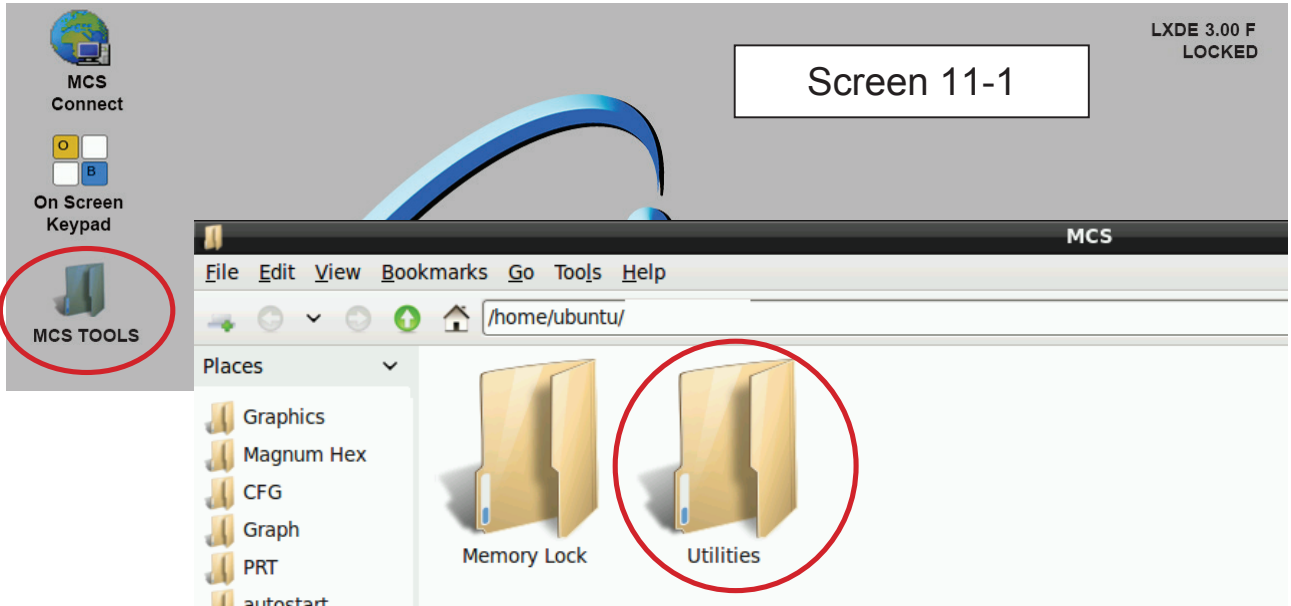 MCS
Connect
O
B
On Screen
Keypad
MCS TOOLS
LXDE 3.00 F
LOCKED
Screen 11-1
MCS
File Edit View Bookmarks Go Tools Help
/home/ubuntu/
Places
Graphics
Magnum Hex
CFG
Graph
PRT
autostart
Memory Lock
Utilities